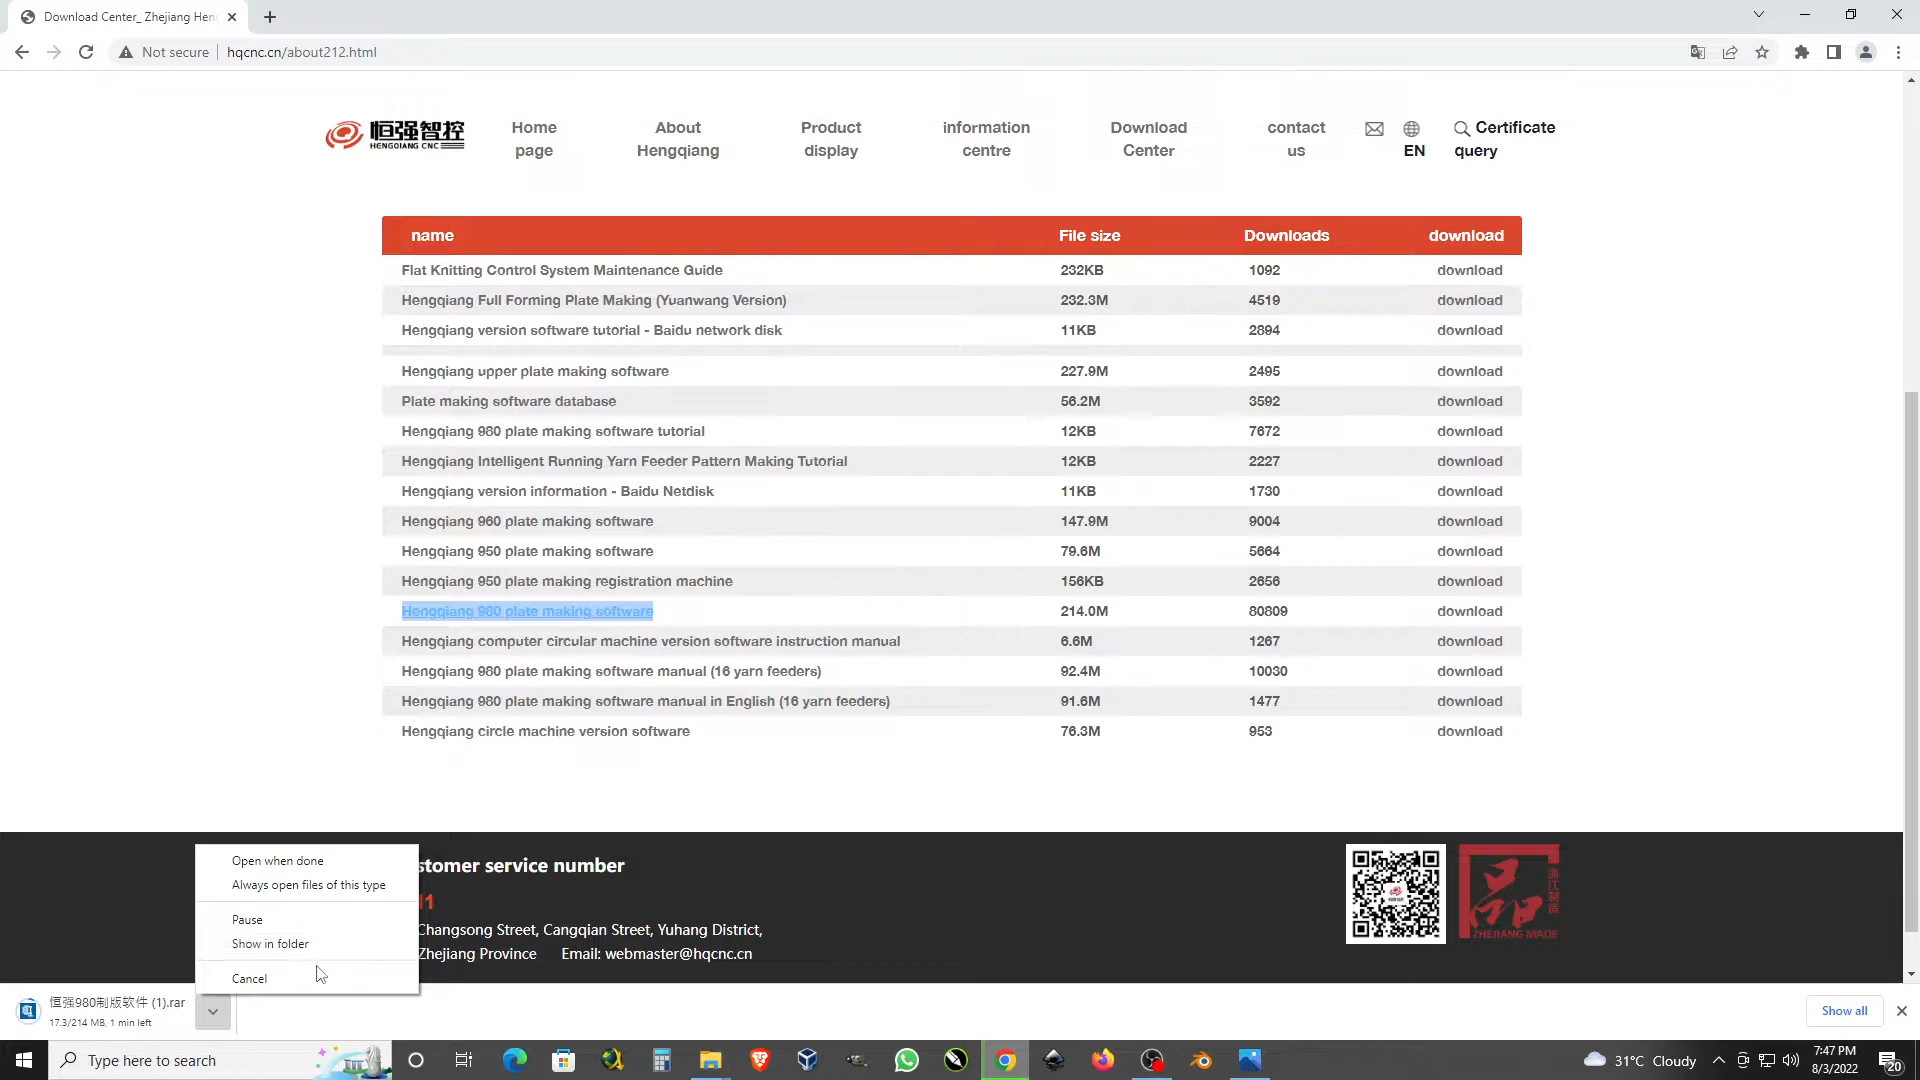 Download Center_ Zhejiang Hen
Not secure
hqcnc.cn/about212.html
恒强智控
HENGQIANG CNC
Home page
About Hengqiang
Product display
information centre
Download Center
contact us
EN
Certificate query
name File size Downloads download
Flat Knitting Control System Maintenance Guide 232KB 1092 download
Hengqiang Full Forming Plate Making (Yuanwang Version) 232.3M 4519 download
Hengqiang version software tutorial - Baidu network disk 11KB 2894 download
Hengqiang upper plate making software 227.9M 2495 download
Plate making software database 56.2M 3592 download
Hengqiang 980 plate making software tutorial 12KB 7672 download
Hengqiang Intelligent Running Yarn Feeder Pattern Making Tutorial 12KB 2227 download
Hengqiang version information - Baidu Netdisk 11KB 1730 download
Hengqiang 960 plate making software 147.9M 9004 download
Hengqiang 950 plate making software 79.6M 5664 download
Hengqiang 950 plate making registration machine 156KB 2656 download
Hengqiang 980 plate making software 214.0M 80809 download
Hengqiang computer circular machine version software instruction manual 6.6M 1267 download
Hengqiang 980 plate making software manual (16 yarn feeders) 92.4M 10030 download
Hengqiang 980 plate making software manual in English (16 yarn feeders) 91.6M 1477 download
Hengqiang circle machine version software 76.3M 953 download
Open when done
Always open files of this type
Pause
Show in folder
Cancel
stomer service number
11
Changsong Street, Cangqian Street, Yuhang District,
Zhejiang Province Email: webmaster@hqcnc.cn
品
浙江制造
ZHEJIANG MADE
恒强980制版软件 (1).rar
17.3/214 MB, 1 min left
Show all
Type here to search
31°C Cloudy
7:47 PM
8/3/2022
20